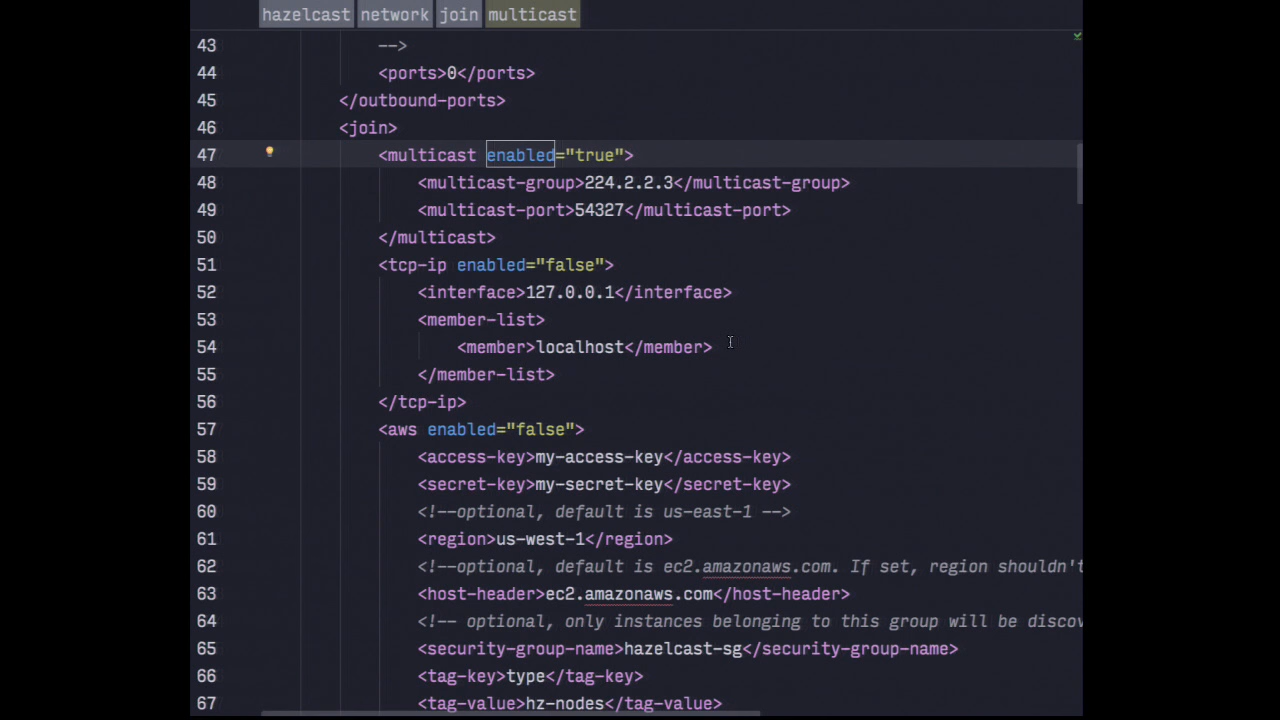 hazelcast network join multicast
43 -->
44 <ports>0</ports>
45 </outbound-ports>
46 <join>
47 <multicast enabled="true">
48 <multicast-group>224.2.2.3</multicast-group>
49 <multicast-port>54327</multicast-port>
50 </multicast>
51 <tcp-ip enabled="false">
52 <interface>127.0.0.1</interface>
53 <member-list>
54 <member>localhost</member>
55 </member-list>
56 </tcp-ip>
57 <aws enabled="false">
58 <access-key>my-access-key</access-key>
59 <secret-key>my-secret-key</secret-key>
60 <!--optional, default is us-east-1 -->
61 <region>us-west-1</region>
62 <!--optional, default is ec2.amazonaws.com. If set, region shouldn't
63 <host-header>ec2.amazonaws.com</host-header>
64 <!-- optional, only instances belonging to this group will be discov
65 <security-group-name>hazelcast-sg</security-group-name>
66 <tag-key>type</tag-key>
67 <tag-value>hz-nodes</tag-value>